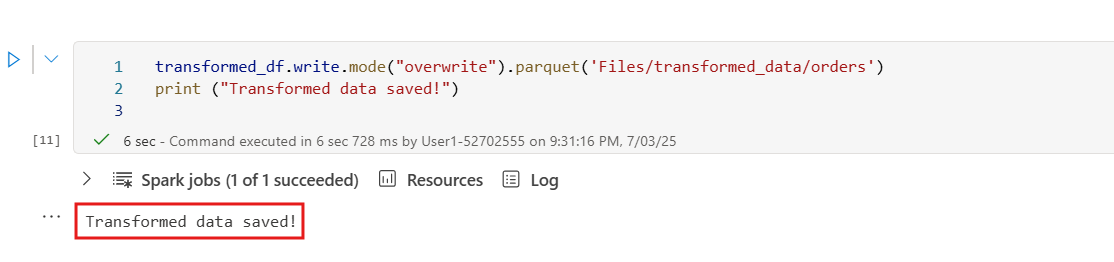 1 transformed_df.write.mode("overwrite").parquet('Files/transformed_data/orders')
2 print ("Transformed data saved!")
3
[11] 6 sec - Command executed in 6 sec 728 ms by User1-52702555 on 9:31:16 PM, 7/03/25
Spark jobs (1 of 1 succeeded) Resources Log
... Transformed data saved!